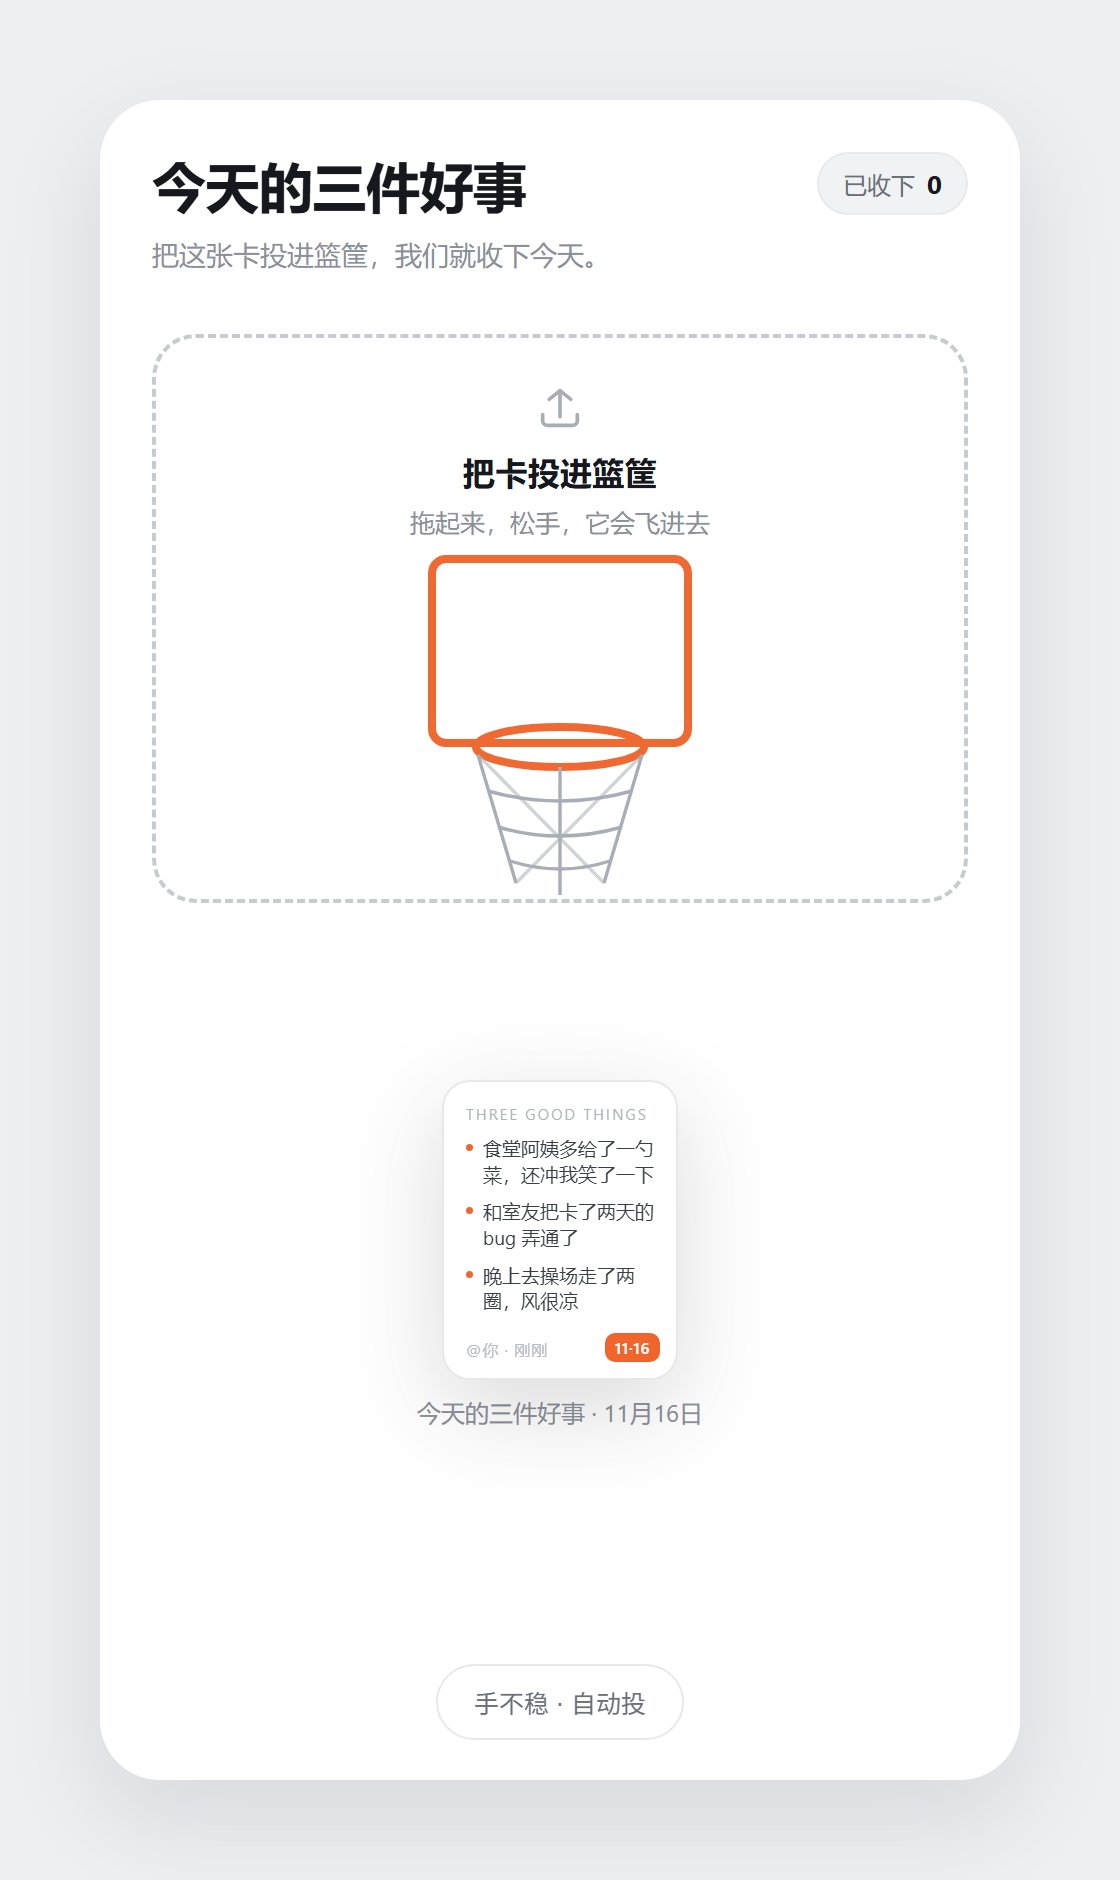 今天的三件好事
已收下 0
把这张卡投进篮筐，我们就收下今天。
把卡投进篮筐
拖起来，松手，它会飞进去
THREE GOOD THINGS
食堂阿姨多给了一勺
菜，还冲我笑了一下
和室友把卡了两天的
bug 弄通了
晚上去操场走了两
圈，风很凉
@你 · 刚刚
11·16
今天的三件好事 · 11月16日
手不稳 · 自动投